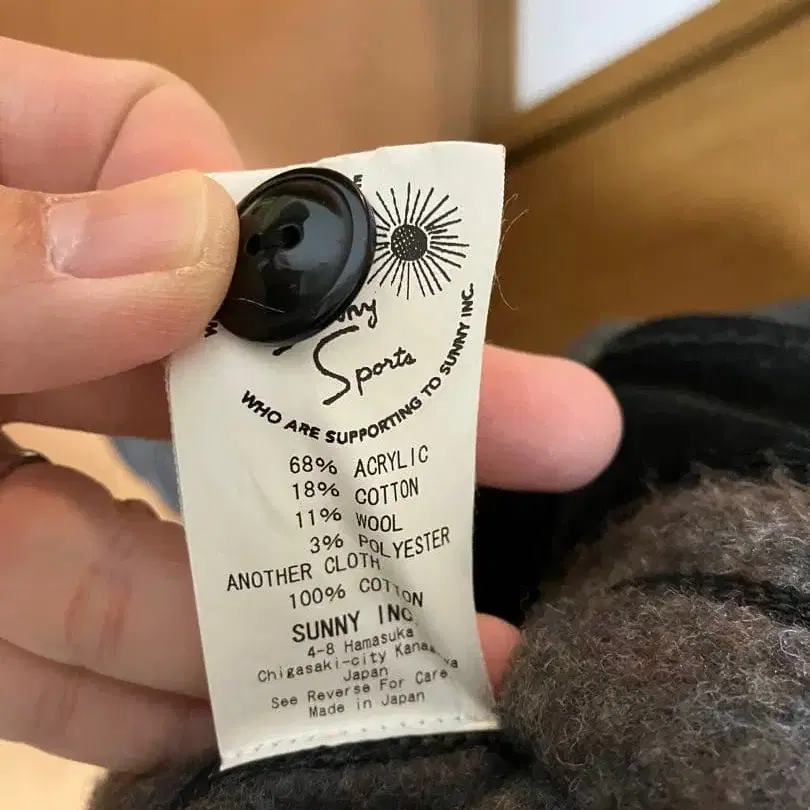 Sports
WHO ARE SUPPORTING TO SUNNY INC.
68% ACRYLIC
18% COTTON
11% WOOL
3% POLYESTER
ANOTHER CLOTH
100% COTTON
SUNNY INC
4-8 Hamasuka
Chigasaki-city
Japan
See Reverse For Care
Made in Japan